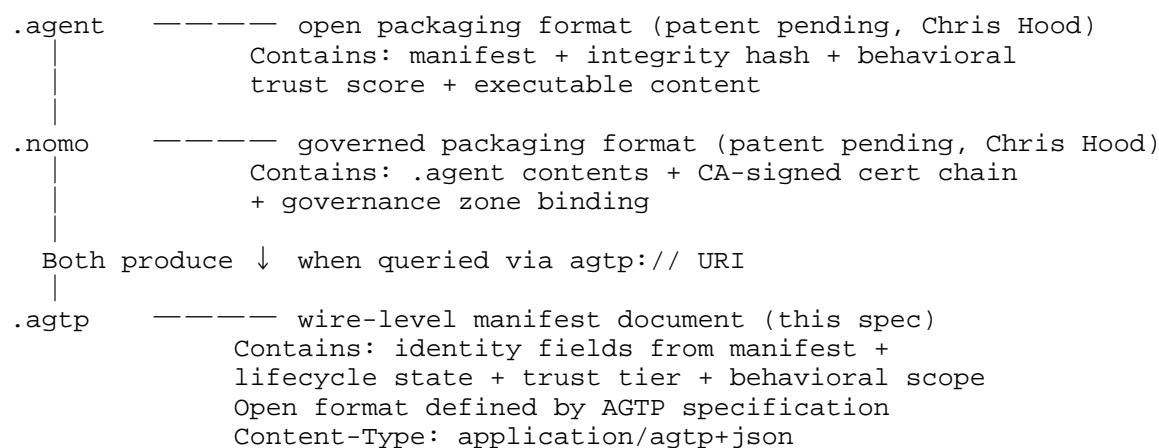 .agent ———— open packaging format (patent pending, Chris Hood)
Contains: manifest + integrity hash + behavioral
trust score + executable content
.nomo ———— governed packaging format (patent pending, Chris Hood)
Contains: .agent contents + CA-signed cert chain
+ governance zone binding
Both produce ↓ when queried via agtp:// URI
.agtp ———— wire-level manifest document (this spec)
Contains: identity fields from manifest +
lifecycle state + trust tier + behavioral scope
Open format defined by AGTP specification
Content-Type: application/agtp+json